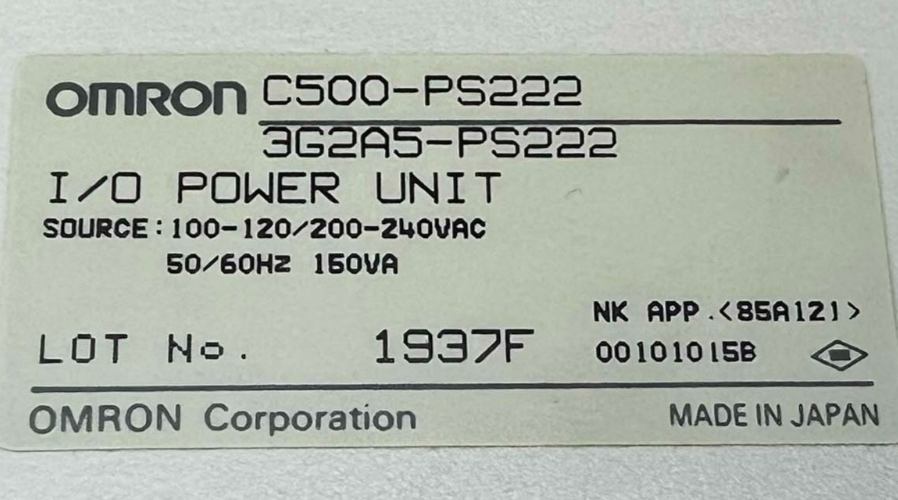 OMRON C500-PS222
3G2A5-PS222
I/O POWER UNIT
SOURCE:100-120/200-240VAC
50/60Hz 150VA
NK APP.<85A121>
LOT No. 1937F 00101015B
OMRON Corporation MADE IN JAPAN